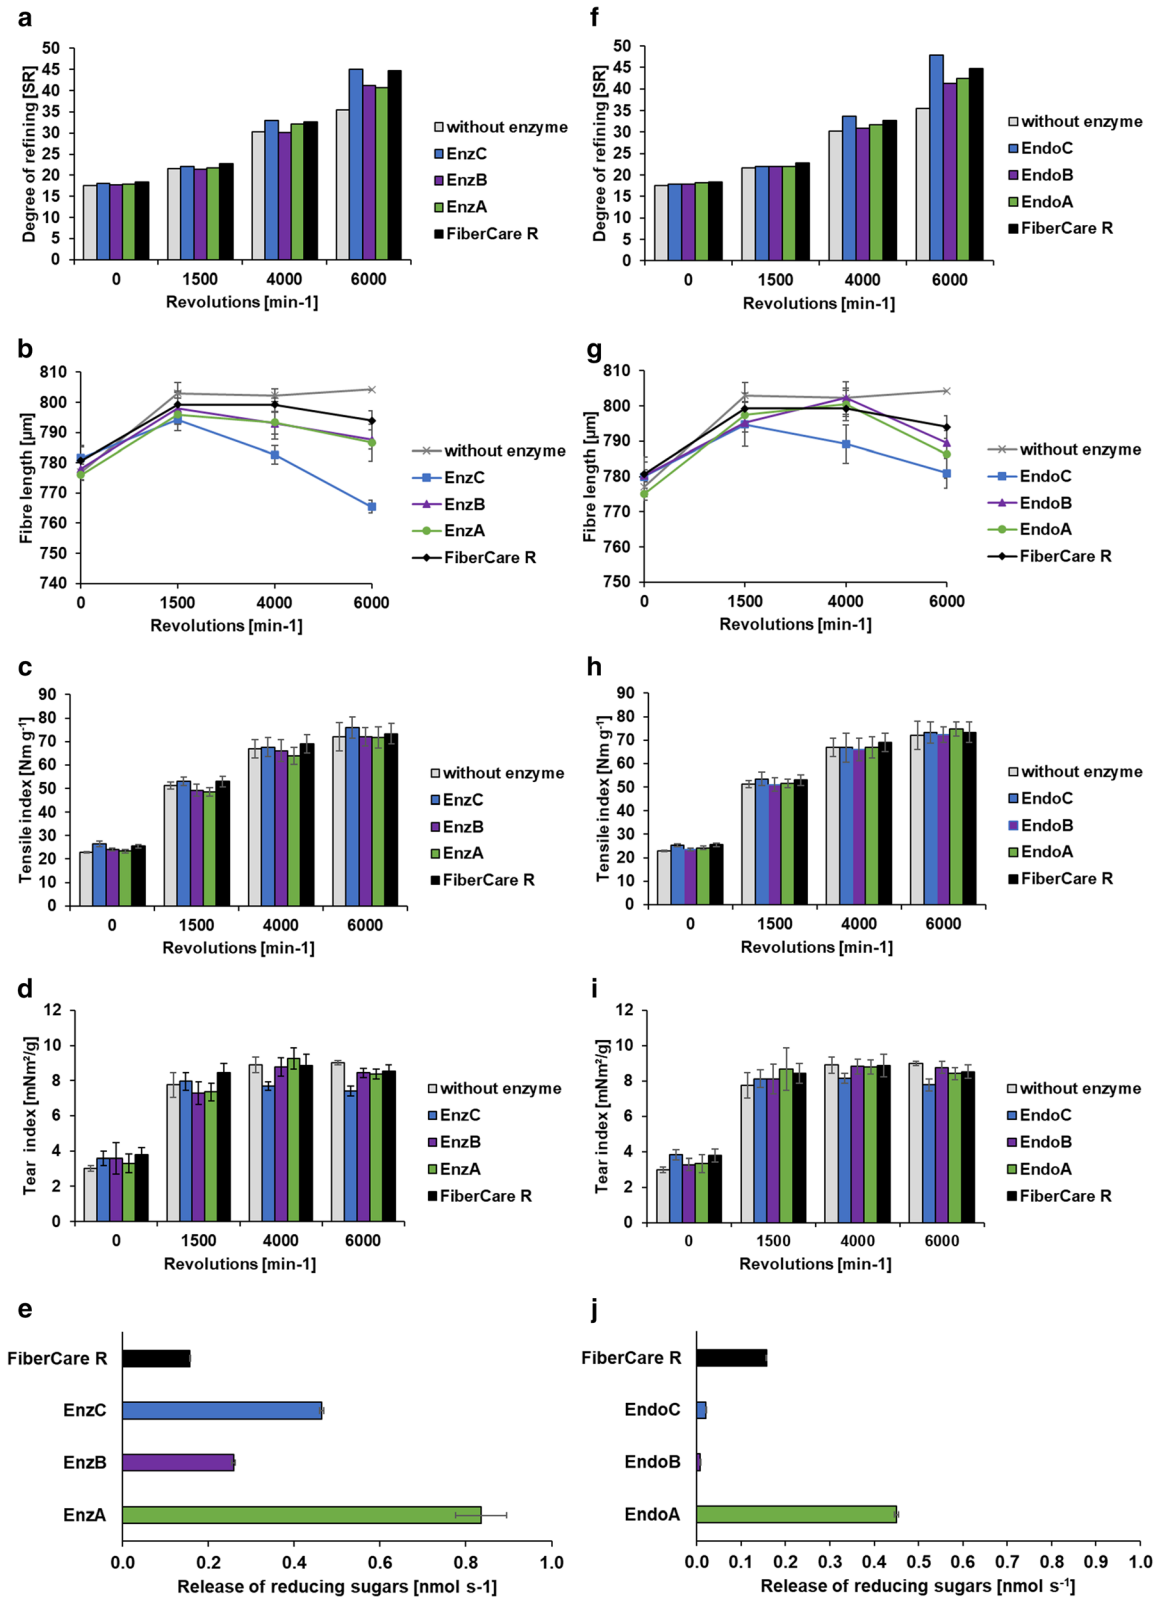 a
Degree of refining [SR]
50
45
40
35
30
25
20
15
10
5
0
0 1500 4000 6000
Revolutions [min-1]
without enzyme
EnzC
EnzB
EnzA
FiberCare R
f
Degree of refining [SR]
50
45
40
35
30
25
20
15
10
5
0
0 1500 4000 6000
Revolutions [min-1]
without enzyme
EndoC
EndoB
EndoA
FiberCare R
b
Fibre length [µm]
810
800
790
780
770
760
750
740
0 1500 4000 6000
Revolutions [min-1]
without enzyme
EnzC
EnzB
EnzA
FiberCare R
g
Fibre length [µm]
810
800
790
780
770
760
750
0 1500 4000 6000
Revolutions [min-1]
without enzyme
EndoC
EndoB
EndoA
FiberCare R
c
Tensile index [Nm g-1]
90
80
70
60
50
40
30
20
10
0
0 1500 4000 6000
Revolutions [min-1]
without enzyme
EnzC
EnzB
EnzA
FiberCare R
h
Tensile index [Nm g-1]
90
80
70
60
50
40
30
20
10
0
0 1500 4000 6000
Revolutions [min-1]
without enzyme
EndoC
EndoB
EndoA
FiberCare R
d
Tear index [mNm²/g]
12
10
8
6
4
2
0
0 1500 4000 6000
Revolutions [min-1]
without enzyme
EnzC
EnzB
EnzA
FiberCare R
i
Tear index [mNm²/g]
12
10
8
6
4
2
0
0 1500 4000 6000
Revolutions [min-1]
without enzyme
EndoC
EndoB
EndoA
FiberCare R
e
FiberCare R
EnzC
EnzB
EnzA
0.0 0.2 0.4 0.6 0.8 1.0
Release of reducing sugars [nmol s-1]
j
FiberCare R
EndoC
EndoB
EndoA
0.0 0.1 0.2 0.3 0.4 0.5 0.6 0.7 0.8 0.9 1.0
Release of reducing sugars [nmol s-1]